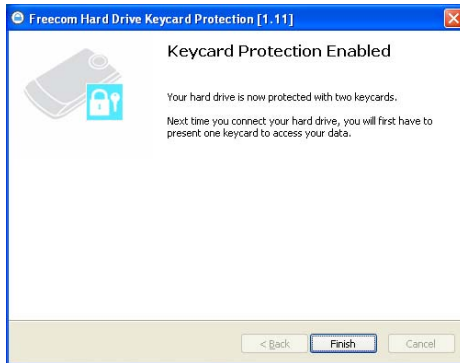 Freecom Hard Drive Keycard Protection [1.11]
Keycard Protection Enabled
Your hard drive is now protected with two keycards.
Next time you connect your hard drive, you will first have to
present one keycard to access your data.
< Back
Finish
Cancel